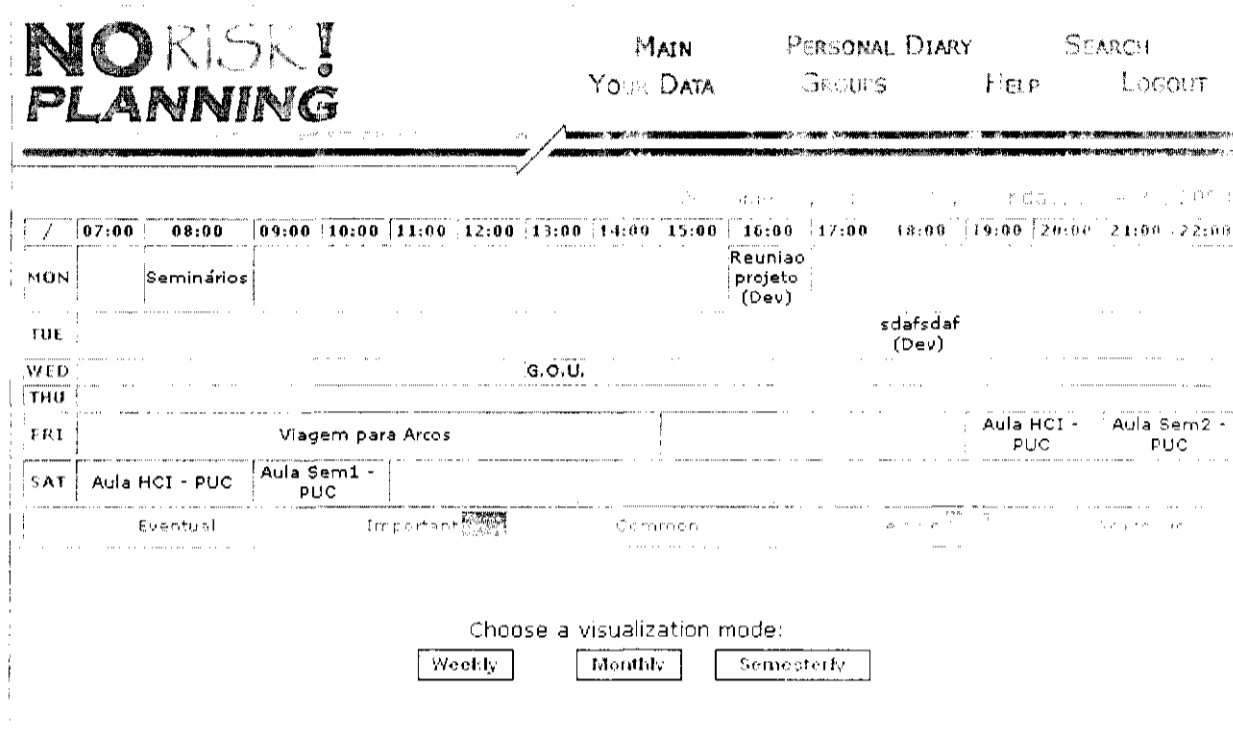 NO RISK!
PLANNING
MAIN PERSONAL DIARY SEARCH
YOUR DATA GROUPS HELP LOGOUT
/ 07:00 08:00 09:00 10:00 11:00 12:00 13:00 14:00 15:00 16:00 17:00 18:00 19:00 20:00 21:00 22:00
MON Seminários Reuniao projeto (Dev)
TUE sdafsdaf (Dev)
WED G.O.U.
THU
FRI Viagem para Arcos Aula HCI - PUC Aula Sem2 - PUC
SAT Aula HCI - PUC Aula Sem1 - PUC
Eventual Important Common
Choose a visualization mode:
Weekly Monthly Semesterly